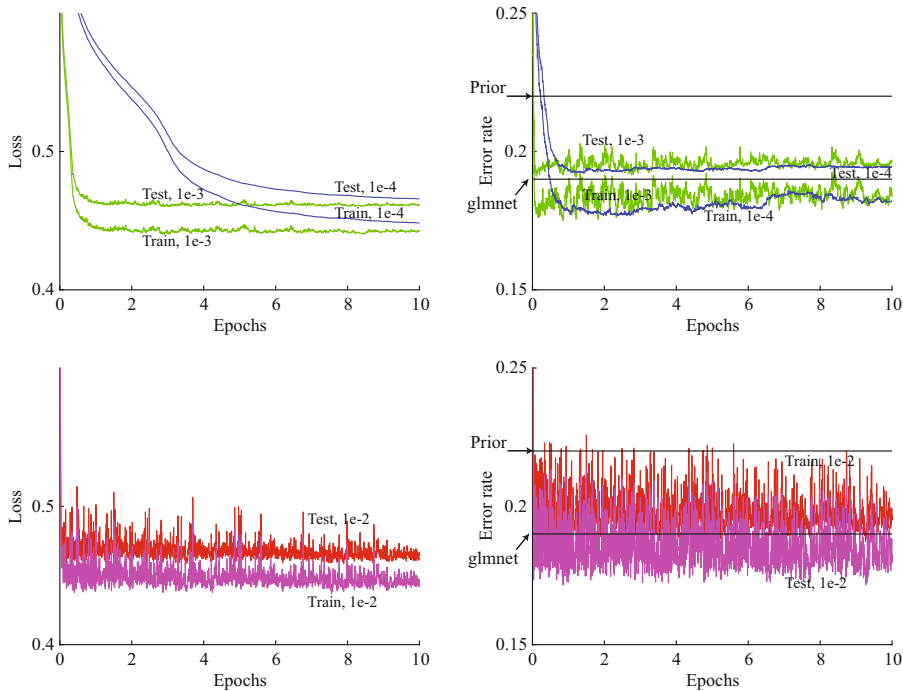 0.5
0.4
Loss
0
2
4
6
8
10
Epochs
Test, 1e-3
Train, 1e-3
Test, 1e-4
Train, 1e-4
0.25
0.2
0.15
Error rate
Prior
glmnet
0
2
4
6
8
10
Epochs
Test, 1e-3
Train, 1e-3
Test, 1e-4
Train, 1e-4
0.5
0.4
Loss
0
2
4
6
8
10
Epochs
Test, 1e-2
Train, 1e-2
0.25
0.2
0.15
Error rate
Prior
glmnet
0
2
4
6
8
10
Epochs
Train, 1e-2
Test, 1e-2